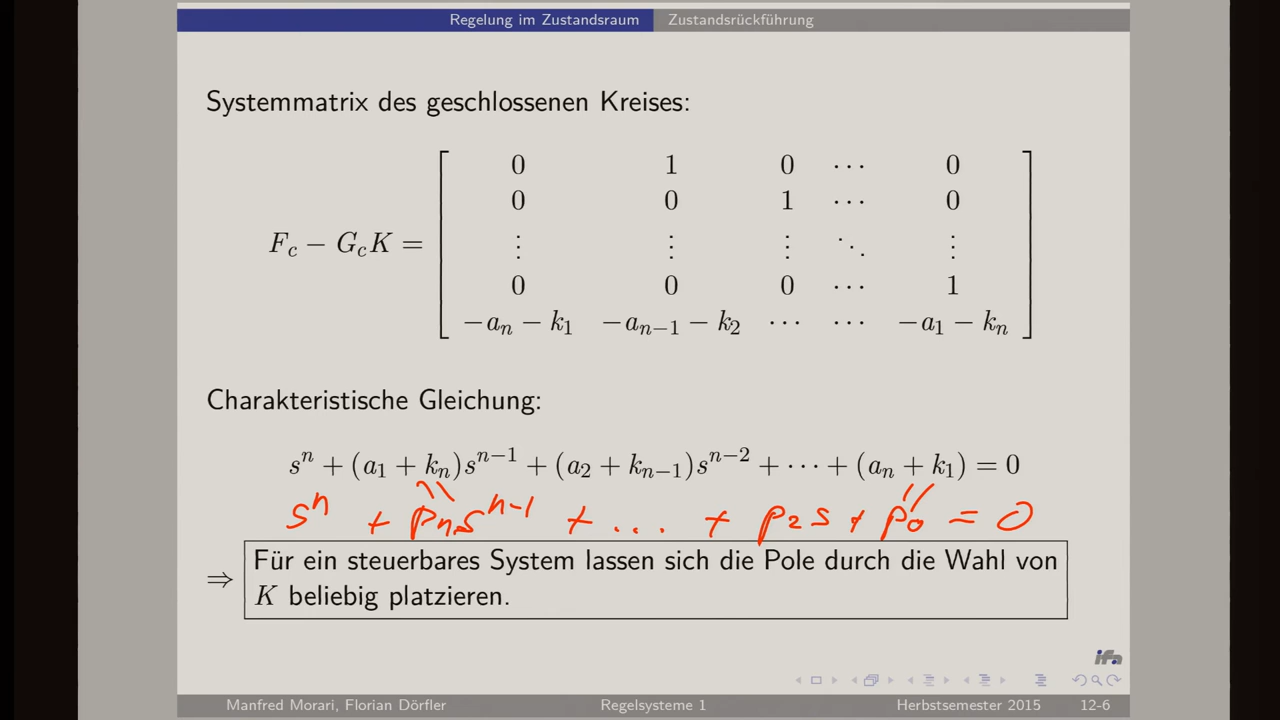 Regelung im Zustandsraum Zustandsrückführung
Systemmatrix des geschlossenen Kreises:
0 1 0 ⋯ 0
0 0 1 ⋯ 0
F_c − G_cK = ⋮ ⋮ ⋮ ⋱ ⋮
0 0 0 ⋯ 1
−a_n − k_1 −a_{n−1} − k_2 ⋯ ⋯ −a_1 − k_n
Charakteristische Gleichung:
s^n + (a_1 + k_n)s^{n−1} + (a_2 + k_{n−1})s^{n−2} + ⋯ + (a_n + k_1) = 0
s^n + p_n s^{n-1} + ... + p_2 s + p_0 = 0
⇒ Für ein steuerbares System lassen sich die Pole durch die Wahl von
K beliebig platzieren.
ifa
Manfred Morari, Florian Dörfler Regelsysteme 1 Herbstsemester 2015 12-6